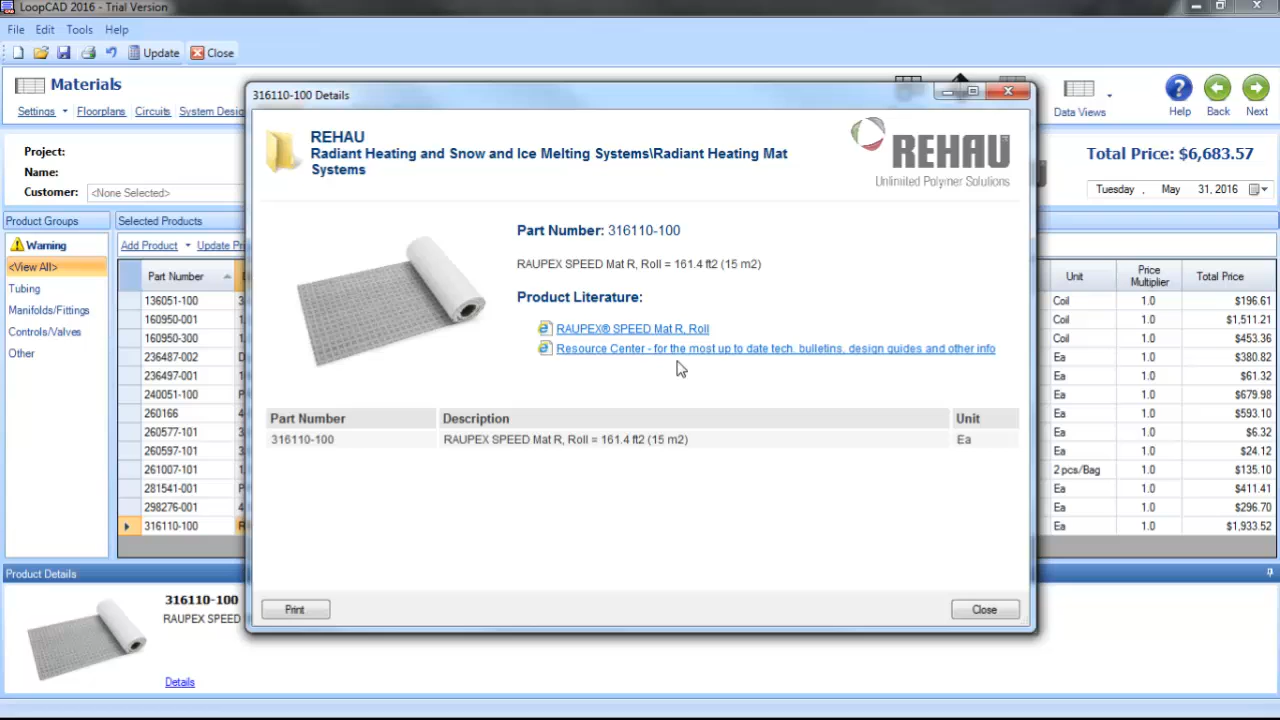 LoopCAD 2016 - Trial Version
File Edit Tools Help
Update Close
Materials
Settings Floorplans Circuits System Desig
Data Views
Help Back Next
Project:
Name:
Customer: <None Selected>
Total Price: $6,683.57
Tuesday , May 31, 2016
Product Groups
Warning
<View All>
Tubing
Manifolds/Fittings
Controls/Valves
Other
Selected Products
Add Product Update Pri
Part Number
136051-100
160950-001
160950-300
236487-002
236497-001
240051-100
260166
260577-101
260597-101
261007-101
281541-001
298276-001
316110-100
Unit Price Multiplier Total Price
Coil 1.0 $196.61
Coil 1.0 $1,511.21
Coil 1.0 $453.36
Ea 1.0 $380.82
Ea 1.0 $61.32
Ea 1.0 $679.98
Ea 1.0 $593.10
Ea 1.0 $6.32
Ea 1.0 $24.12
2 pcs/Bag 1.0 $135.10
Ea 1.0 $411.41
Ea 1.0 $296.70
Ea 1.0 $1,933.52
316110-100 Details
REHAU
Radiant Heating and Snow and Ice Melting Systems\Radiant Heating Mat
Systems
REHAU
Unlimited Polymer Solutions
Part Number: 316110-100
RAUPEX SPEED Mat R, Roll = 161.4 ft2 (15 m2)
Product Literature:
RAUPEX® SPEED Mat R, Roll
Resource Center - for the most up to date tech. bulletins, design guides and other info
Part Number Description Unit
316110-100 RAUPEX SPEED Mat R, Roll = 161.4 ft2 (15 m2) Ea
Print Close
Product Details
316110-100
RAUPEX SPEED
Details